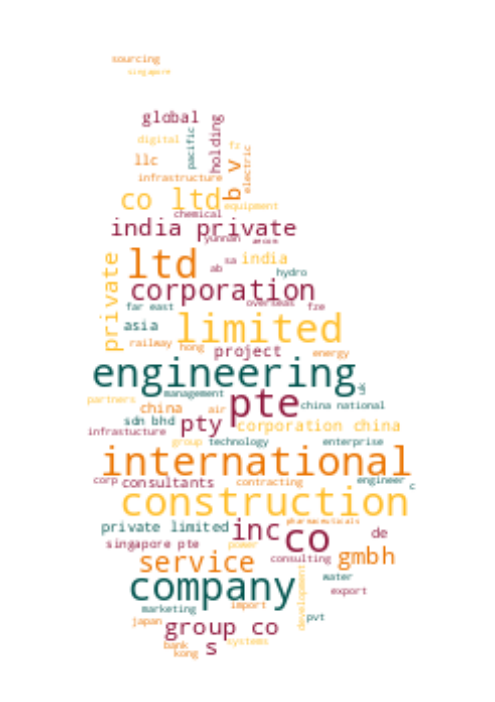 sourcing
singapore
global
holding
digital
pacific
fz
electric
llc
b v
infrastructure
co ltd
equipment
chemical
india private
yunnan
aecom
private
ltd
sa
india
ab
hydro
corporation
far east
overseas
fze
asia
limited
railway
hong
project
energy
engineering
uk
management
partners
china
air
pte
china national
sdn bhd
pty
corporation china
infrastucture
group
technology
enterprise
international
corp
consultants
contracting
engineer
c
construction
private limited
inc
pharmaceuticals
co
de
singapore pte
power
service
consulting
gmbh
company
development
water
export
marketing
import
pvt
japan
group co
bank
s
systems
kong